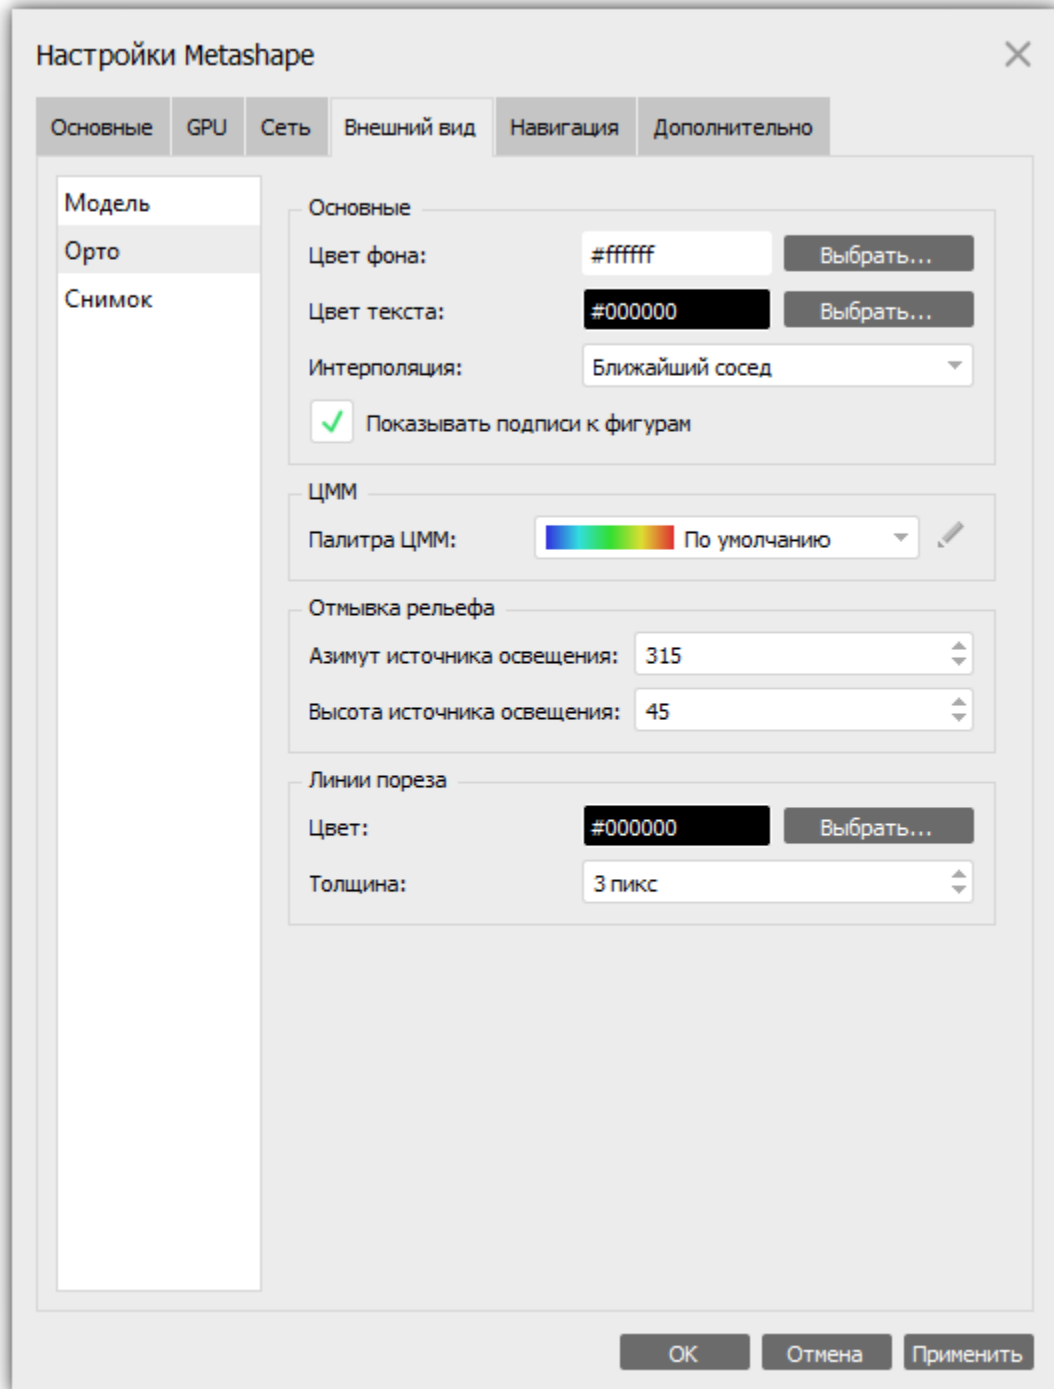 Настройки Metashape
Основные GPU Сеть Внешний вид Навигация Дополнительно
Модель
Орто
Снимок
Основные
Цвет фона: #ffffff Выбрать...
Цвет текста: #000000 Выбрать...
Интерполяция: Ближайший сосед
Показывать подписи к фигурам
ЦММ
Палитра ЦММ: По умолчанию
Отмывка рельефа
Азимут источника освещения: 315
Высота источника освещения: 45
Линии пореза
Цвет: #000000 Выбрать...
Толщина: 3 пикс
OK Отмена Применить